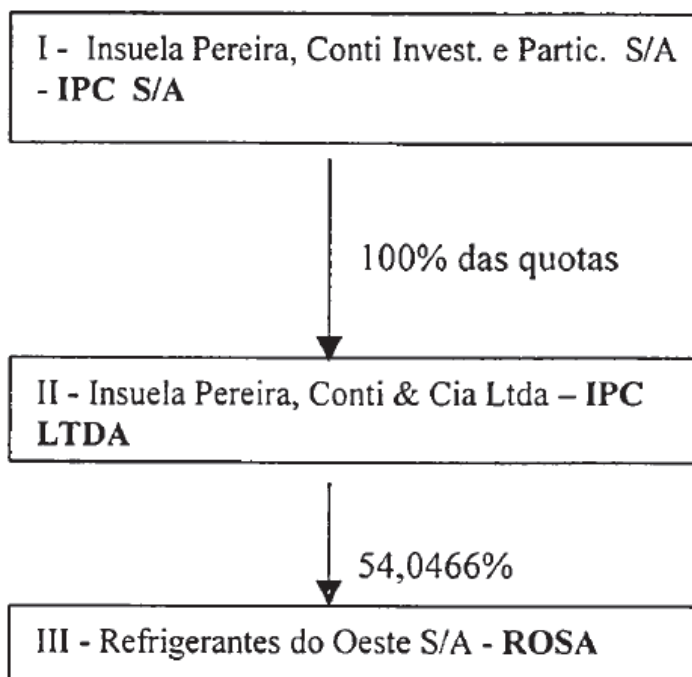 I - Insuela Pereira, Conti Invest. e Partic. S/A
- IPC S/A
100% das quotas
II - Insuela Pereira, Conti & Cia Ltda – IPC
LTDA
54,0466%
III - Refrigerantes do Oeste S/A - ROSA